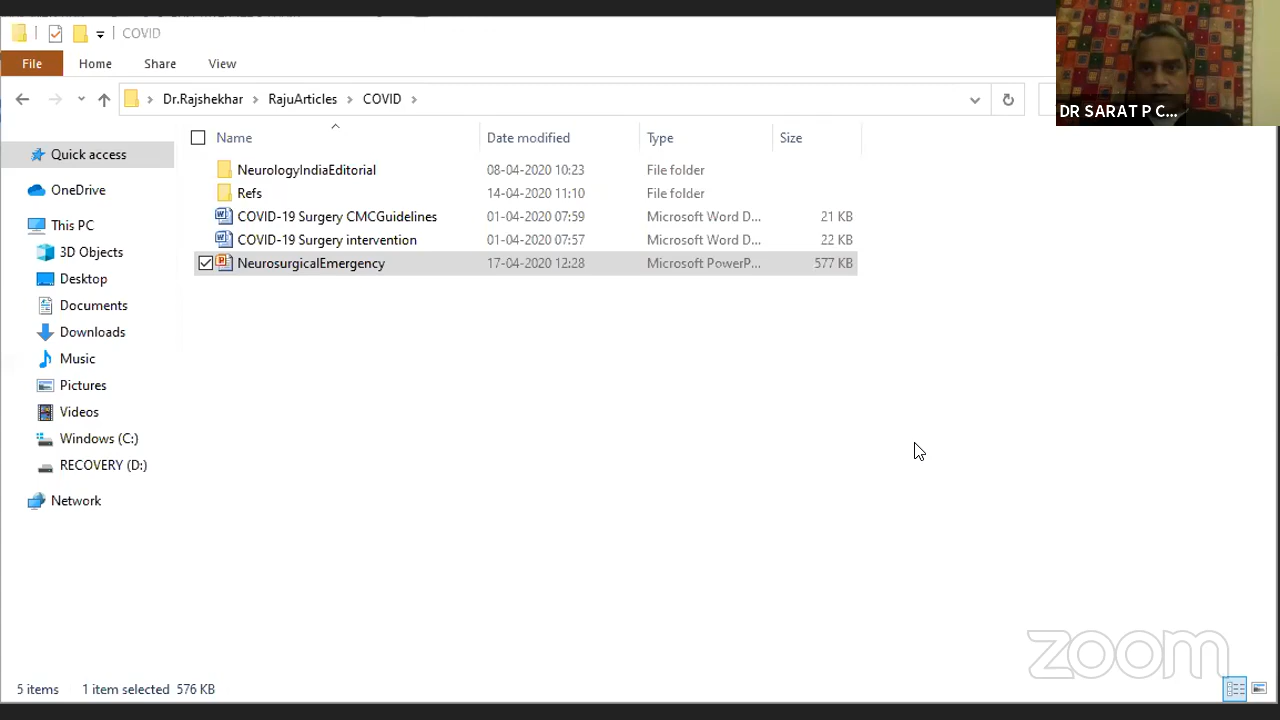 COVID
File Home Share View
Dr.Rajshekhar RajuArticles COVID
DR SARAT P C...
Name Date modified Type Size
Quick access
OneDrive
This PC
3D Objects
Desktop
Documents
Downloads
Music
Pictures
Videos
Windows (C:)
RECOVERY (D:)
Network
NeurologyIndiaEditorial 08-04-2020 10:23 File folder
Refs 14-04-2020 11:10 File folder
COVID-19 Surgery CMCGuidelines 01-04-2020 07:59 Microsoft Word D... 21 KB
COVID-19 Surgery intervention 01-04-2020 07:57 Microsoft Word D... 22 KB
NeurosurgicalEmergency 17-04-2020 12:28 Microsoft PowerP... 577 KB
zoom
5 items 1 item selected 576 KB